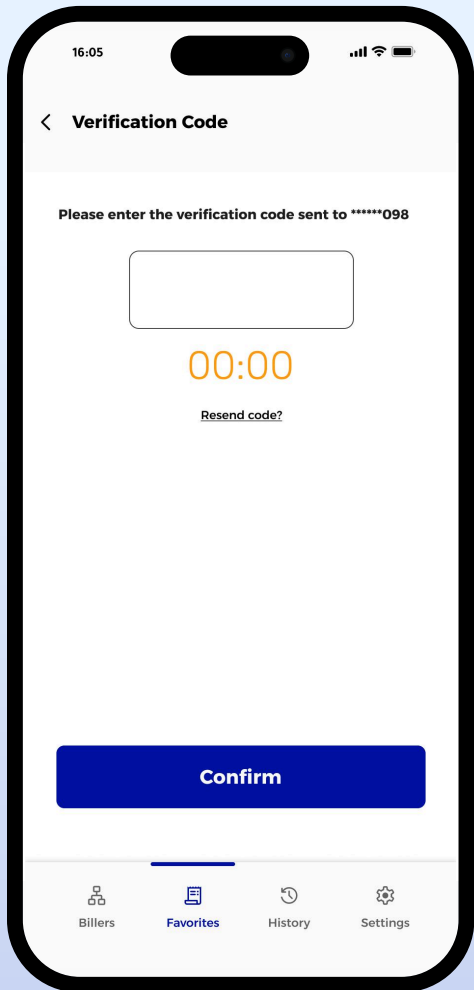 16:05
Verification Code
Please enter the verification code sent to ******098
00:00
Resend code?
Confirm
Billers Favorites History Settings